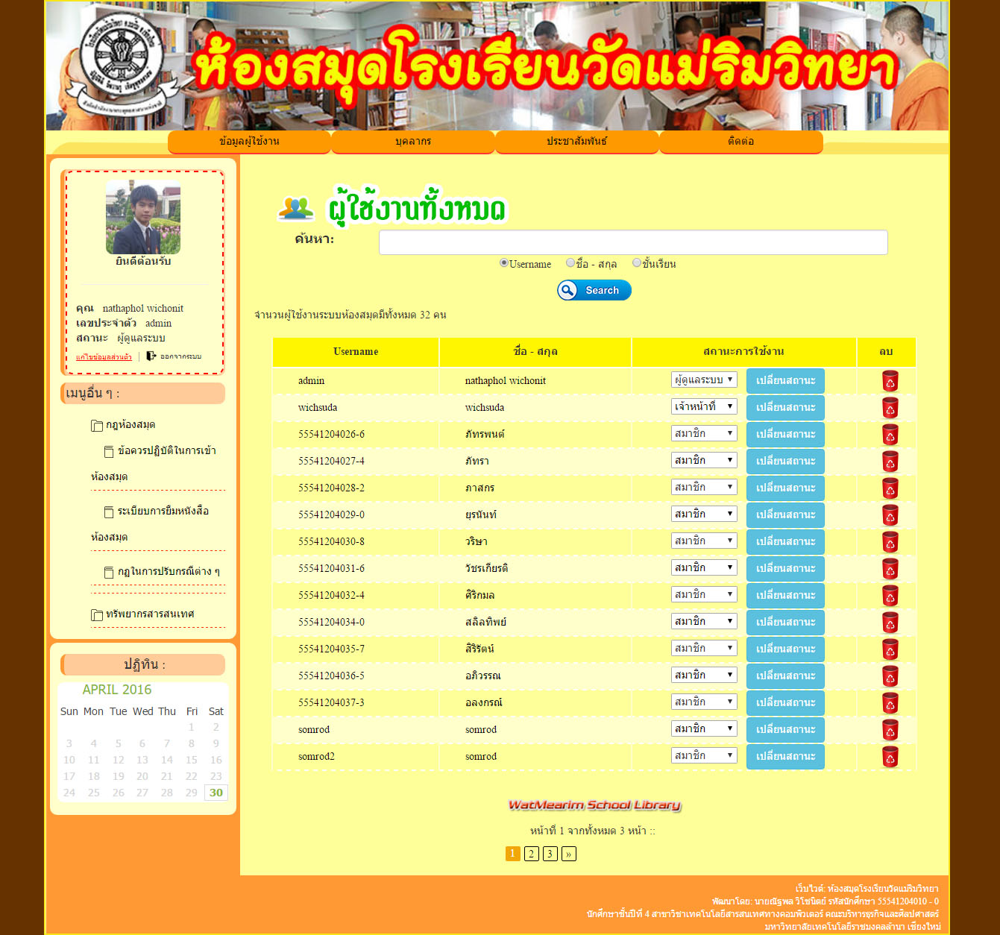 ห้องสมุดโรงเรียนวัดแม่ริมวิทยา
ข้อมูลผู้ใช้งาน บุคลากร ประชาสัมพันธ์ ติดต่อ
ยินดีต้อนรับ
คุณ nathaphol wichonit
เลขประจำตัว admin
สถานะ ผู้ดูแลระบบ
แก้ไขข้อมูลส่วนตัว ออกจากระบบ
เมนูอื่น ๆ :
กฎห้องสมุด
ข้อควรปฏิบัติในการเข้า
ห้องสมุด
ระเบียบการยืมหนังสือ
ห้องสมุด
กฎในการปรับกรณีต่าง ๆ
ทรัพยากรสารสนเทศ
ปฏิทิน :
APRIL 2016
Sun Mon Tue Wed Thu Fri Sat
1 2
3 4 5 6 7 8 9
10 11 12 13 14 15 16
17 18 19 20 21 22 23
24 25 26 27 28 29 30
ผู้ใช้งานทั้งหมด
ค้นหา:
Username ชื่อ - สกุล ชั้นเรียน
Search
จำนวนผู้ใช้งานระบบห้องสมุดมีทั้งหมด 32 คน
Username ชื่อ - สกุล สถานะการใช้งาน ลบ
admin nathaphol wichonit ผู้ดูแลระบบ เปลี่ยนสถานะ
wichsuda wichsuda เจ้าหน้าที่ เปลี่ยนสถานะ
55541204026-6 ภัทรพนต์ สมาชิก เปลี่ยนสถานะ
55541204027-4 ภัทรา สมาชิก เปลี่ยนสถานะ
55541204028-2 ภาสกร สมาชิก เปลี่ยนสถานะ
55541204029-0 ยุรนันท์ สมาชิก เปลี่ยนสถานะ
55541204030-8 วริษา สมาชิก เปลี่ยนสถานะ
55541204031-6 วัชรเกียรติ สมาชิก เปลี่ยนสถานะ
55541204032-4 ศิริกมล สมาชิก เปลี่ยนสถานะ
55541204034-0 สลิลทิพย์ สมาชิก เปลี่ยนสถานะ
55541204035-7 สิริรัตน์ สมาชิก เปลี่ยนสถานะ
55541204036-5 อภิวรรณ สมาชิก เปลี่ยนสถานะ
55541204037-3 อลงกรณ์ สมาชิก เปลี่ยนสถานะ
somrod somrod สมาชิก เปลี่ยนสถานะ
somrod2 somrod สมาชิก เปลี่ยนสถานะ
WatMearim School Library
หน้าที่ 1 จากทั้งหมด 3 หน้า ::
1 2 3 »
เว็บไวต์: ห้องสมุดโรงเรียนวัดแม่ริมวิทยา
พัฒนาโดย: นายณัฐพล วิโชนิตย์ รหัสนักศึกษา 55541204010 - 0
นักศึกษาชั้นปีที่ 4 สาขาวิชาเทคโนโลยีสารสนเทศทางคอมพิวเตอร์ คณะบริหารธุรกิจและศิลปศาสตร์
มหาวิทยาลัยเทคโนโลยีราชมงคลล้านนา เชียงใหม่